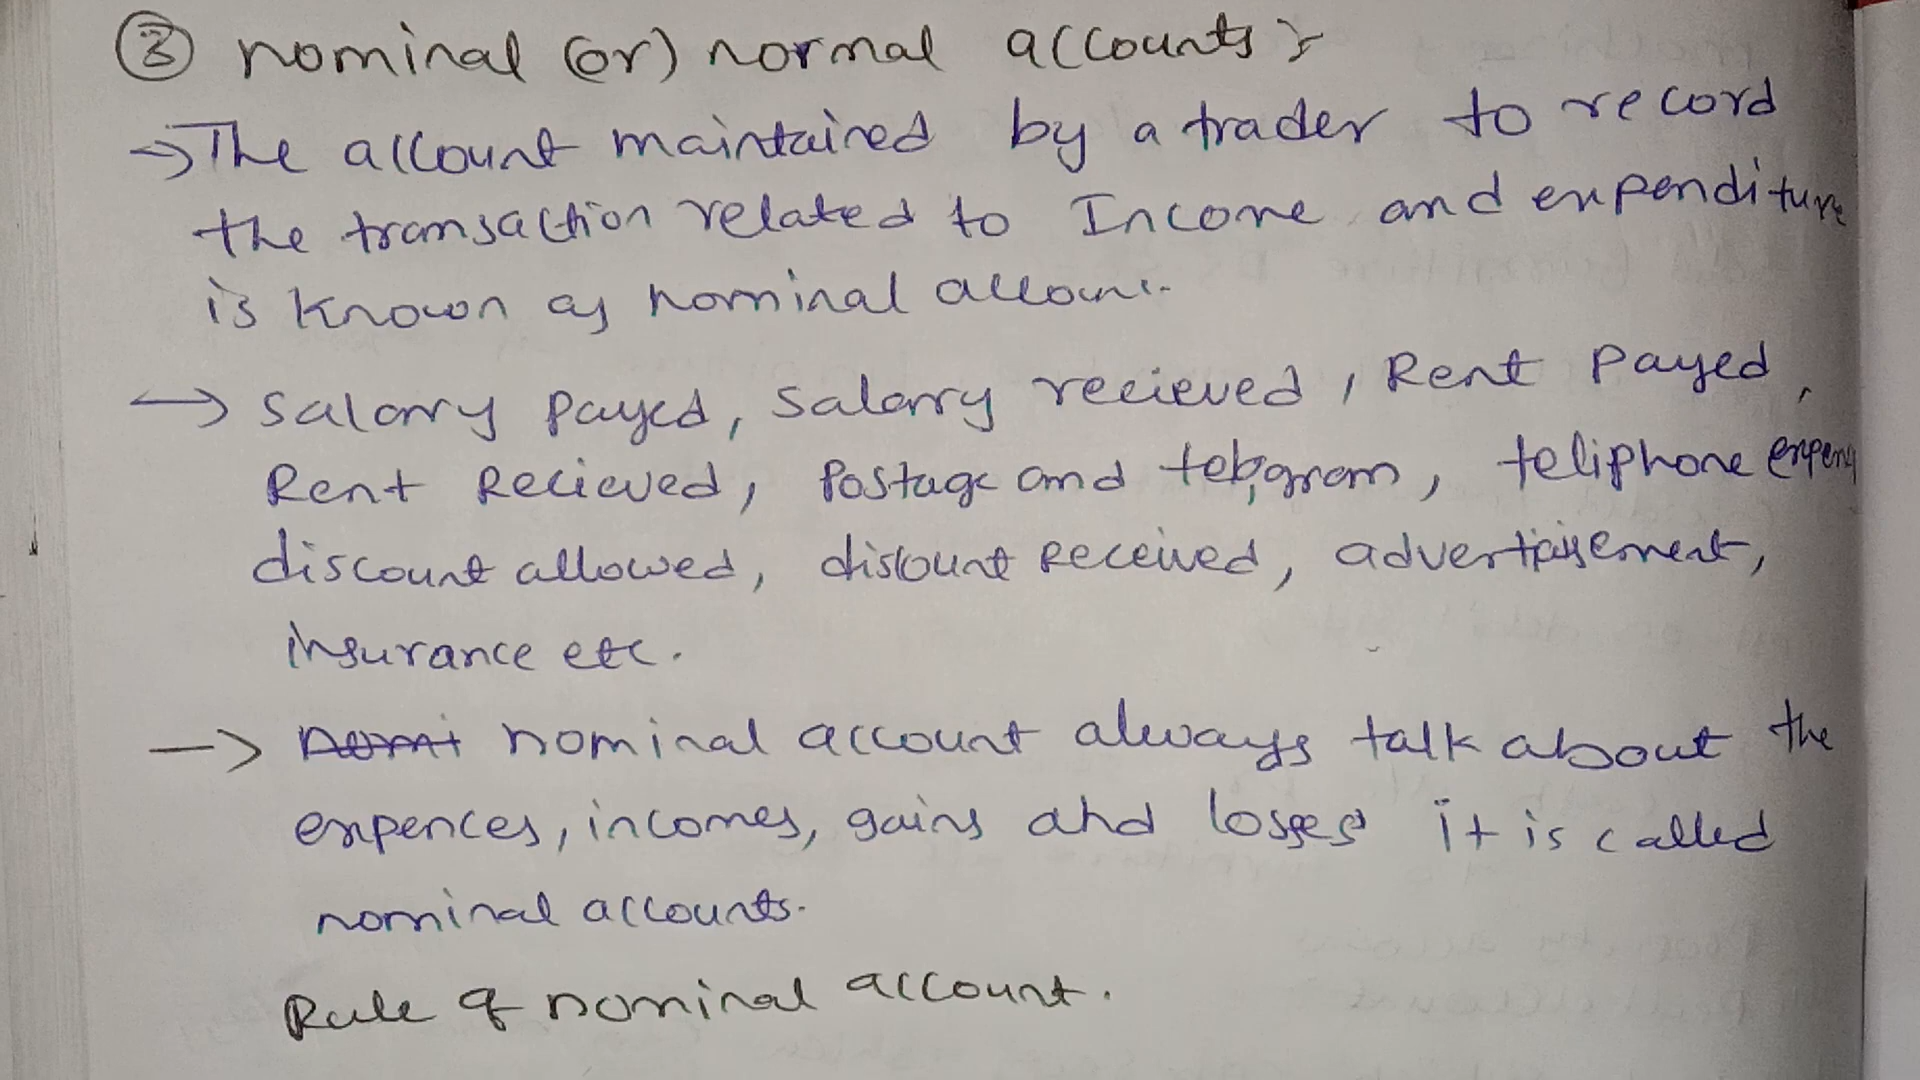 ③ nominal (or) normal accounts :-
→ The account maintained by a trader to record
the transaction related to Income and expenditure
is known as nominal account.
→ salary payed, salary recieved, Rent payed,
Rent Recieved, Postage and telegram, teliphone
discount allowed, discount Received, advertisement,
insurance etc.
→ nomi nominal account always talk about the
expences, incomes, gains and losses it is called
nominal accounts.
Rule of nominal account.